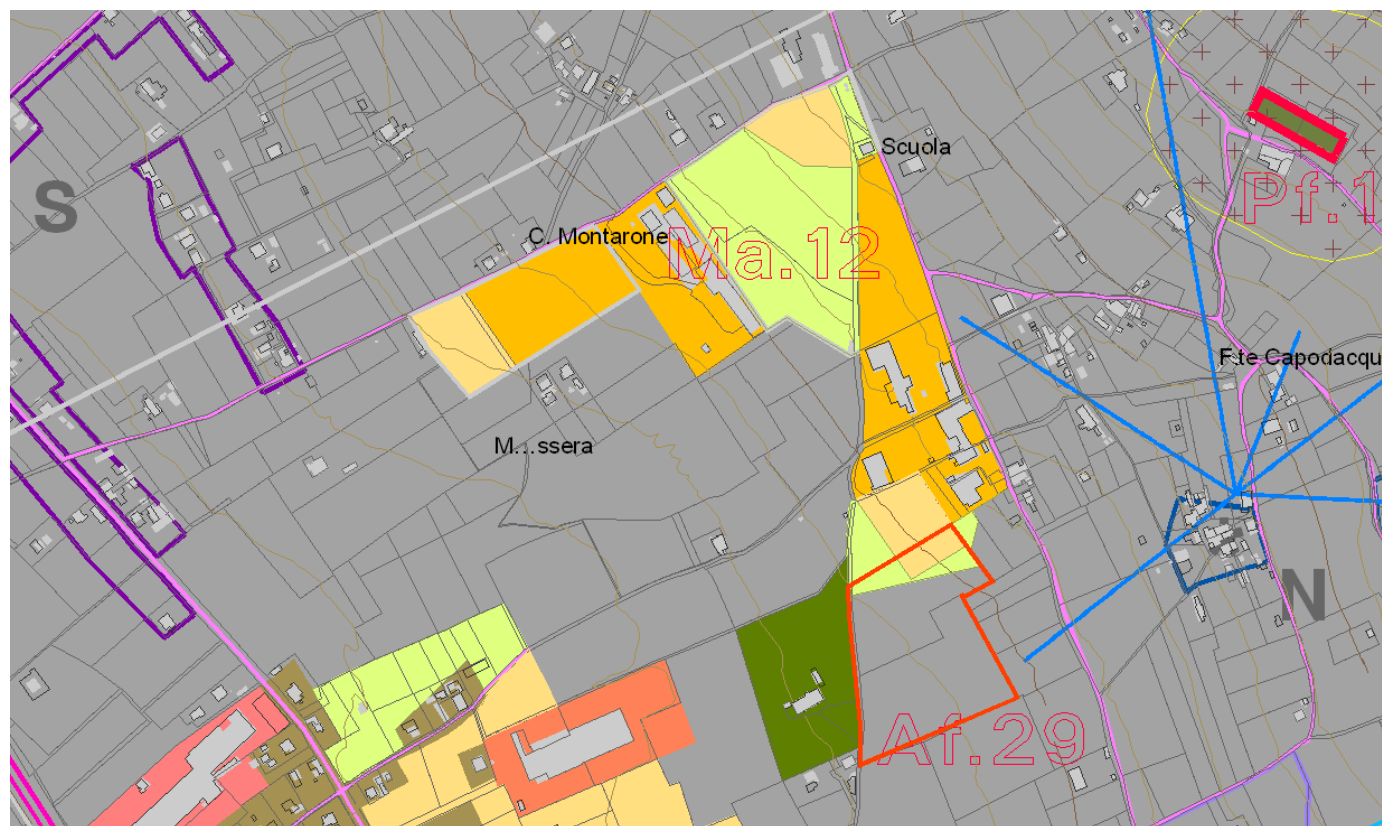 Scuola
Pf.1
S
C. Montarone
Ma.12
F.te Capodacqu
M...ssera
N
Af.29